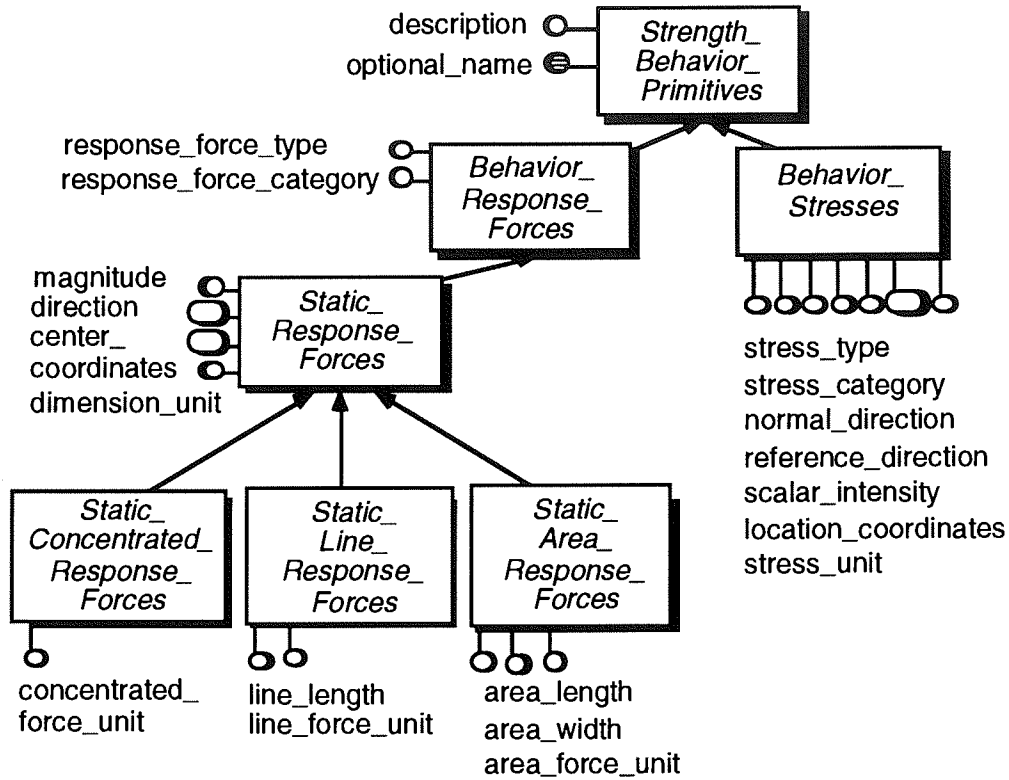 description
optional_name
Strength_
Behavior_
Primitives
response_force_type
response_force_category
Behavior_
Response_
Forces
Behavior_
Stresses
magnitude
direction
center_
coordinates
dimension_unit
Static_
Response_
Forces
stress_type
stress_category
normal_direction
reference_direction
scalar_intensity
location_coordinates
stress_unit
Static_
Concentrated_
Response_
Forces
Static_
Line_
Response_
Forces
Static_
Area_
Response_
Forces
concentrated_
force_unit
line_length
line_force_unit
area_length
area_width
area_force_unit